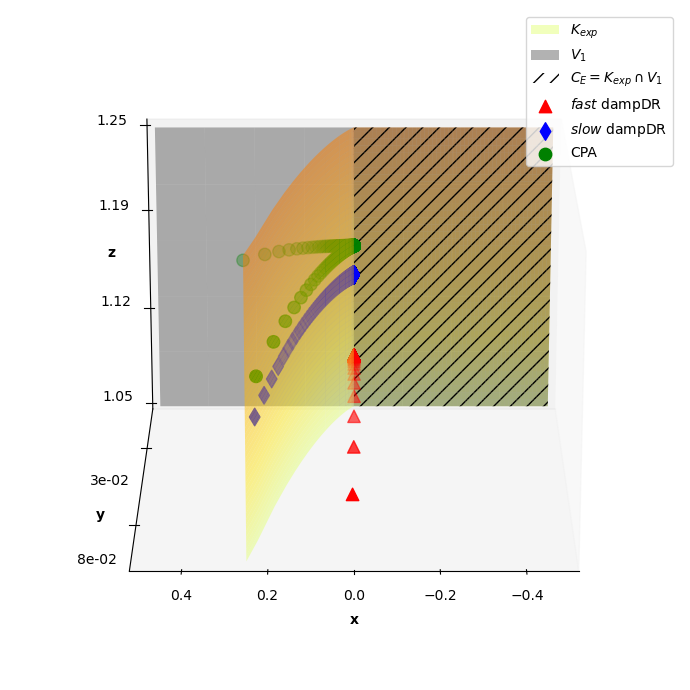 K_exp
V_1
C_E = K_exp ∩ V_1
fast dampDR
slow dampDR
CPA
1.25
1.19
z
1.12
1.05
3e-02
y
8e-02
0.4 0.2 0.0 −0.2 −0.4
x